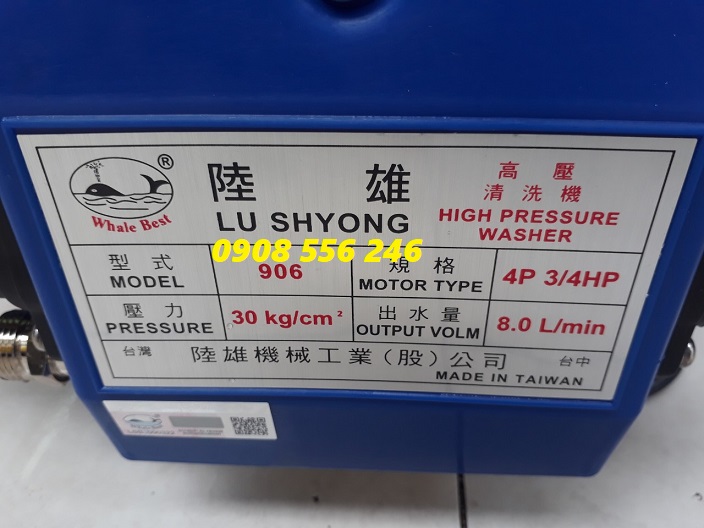 ®
Whale Best
陸 雄
LU SHYONG
高 壓
清洗機
HIGH PRESSURE
WASHER
0908 556 246
型式
MODEL
906
規格
MOTOR TYPE
4P 3/4HP
壓力
PRESSURE
30 kg/cm²
出水量
OUTPUT VOLM
8.0 L/min
台灣 陸雄機械工業(股)公司 台中
MADE IN TAIWAN